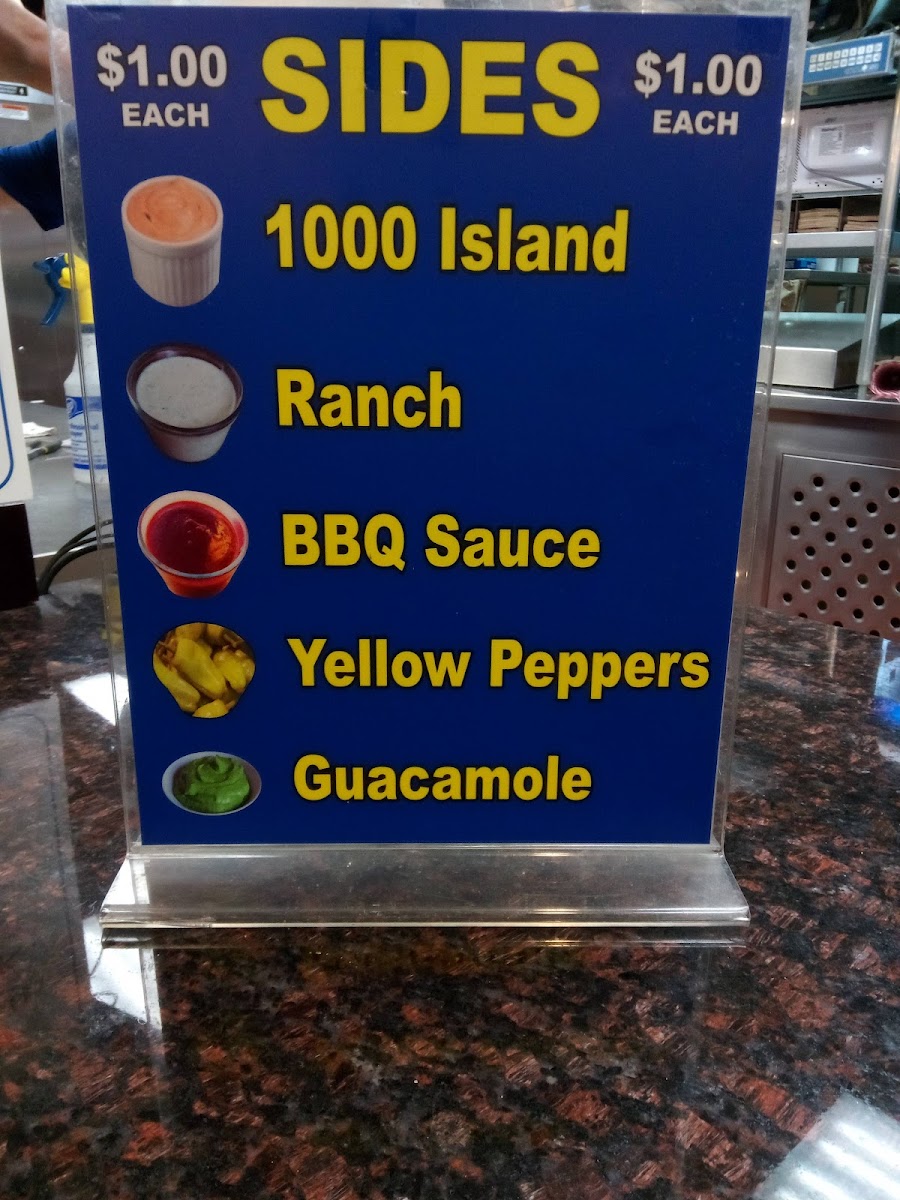 $1.00 SIDES $1.00
EACH EACH
1000 Island
Ranch
BBQ Sauce
Yellow Peppers
Guacamole